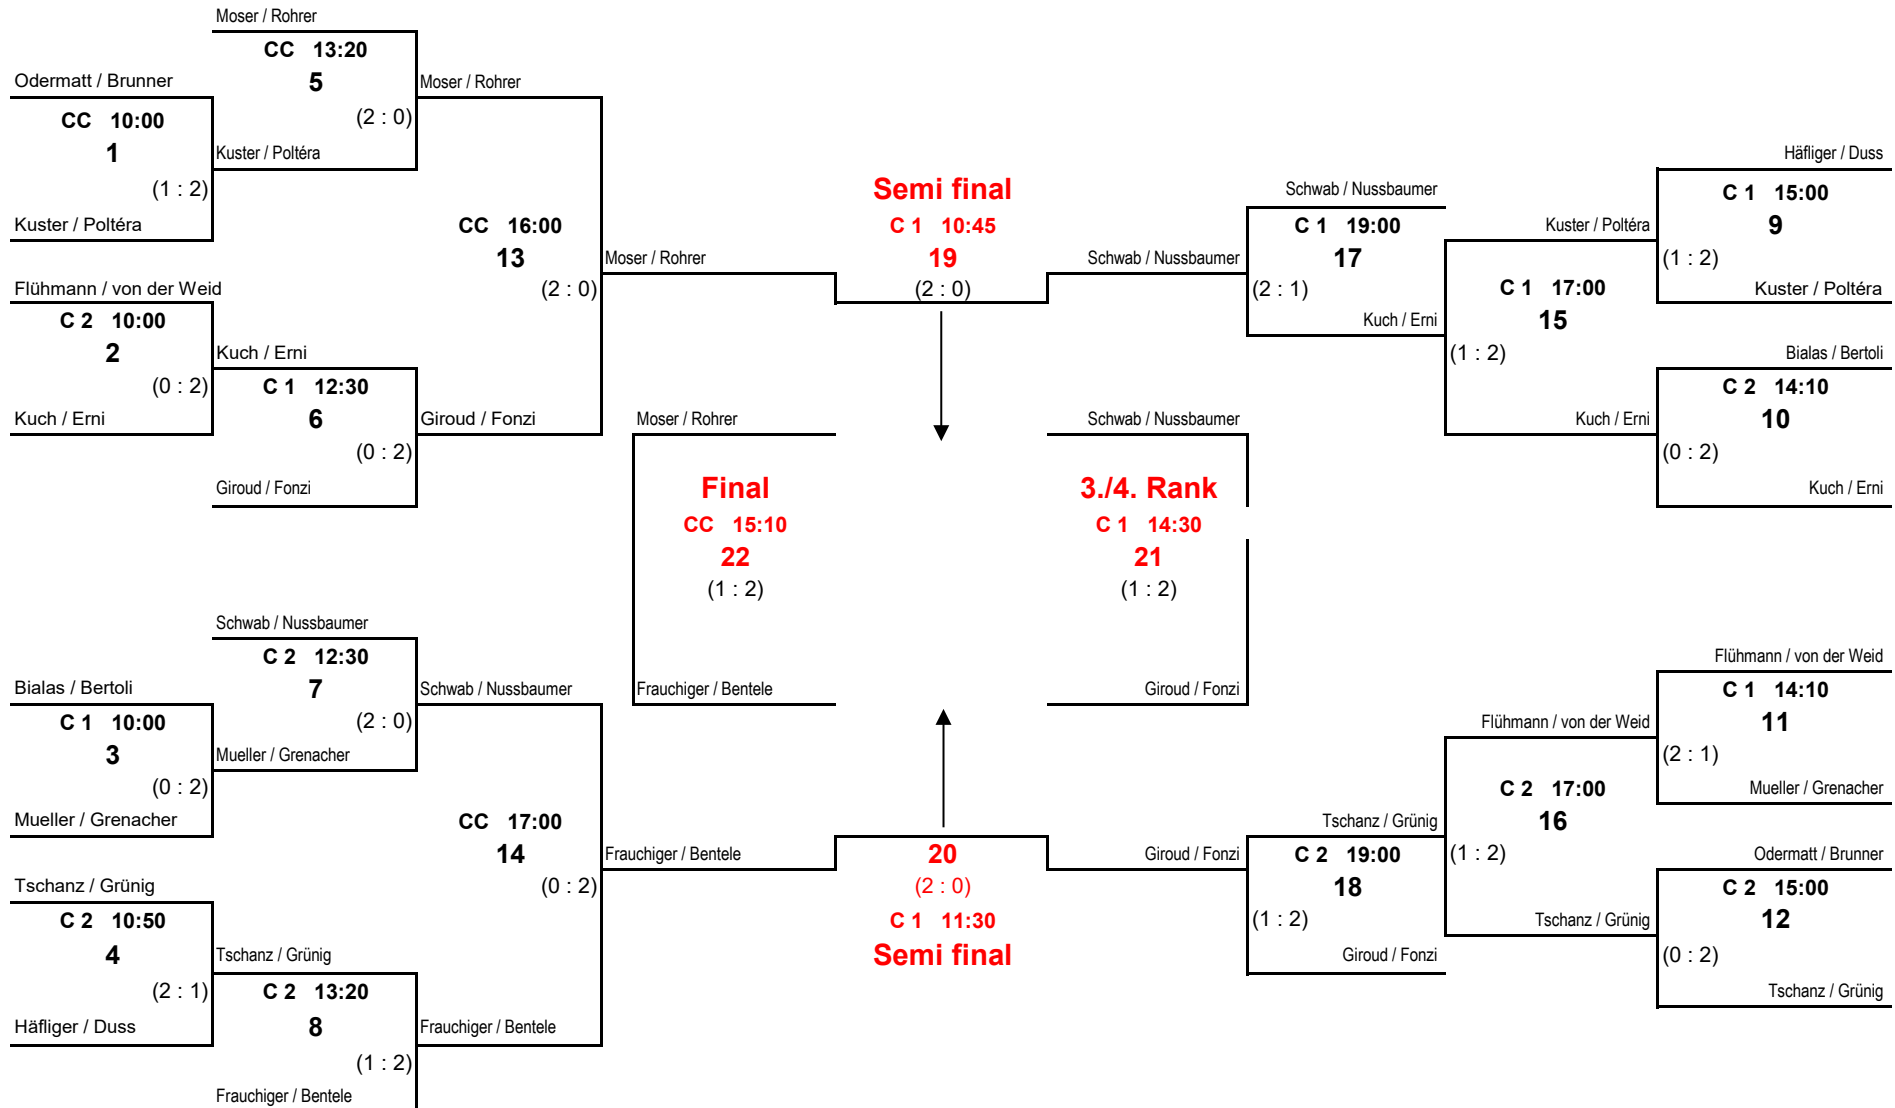 Moser / Rohrer
CC 13:20
5
(2 : 0)
Odermatt / Brunner
CC 10:00
1
(1 : 2)
Kuster / Poltéra
Kuster / Poltéra
Moser / Rohrer
CC 16:00
13
(2 : 0)
Flühmann / von der Weid
C 2 10:00
2
(0 : 2)
Kuch / Erni
Kuch / Erni
C 1 12:30
6
(0 : 2)
Giroud / Fonzi
Giroud / Fonzi
Moser / Rohrer
Semi final
C 1 10:45
19
(2 : 0)
Schwab / Nussbaumer
Schwab / Nussbaumer
C 1 19:00
17
(2 : 1)
Kuch / Erni
Kuster / Poltéra
C 1 17:00
15
(1 : 2)
Kuch / Erni
Häfliger / Duss
C 1 15:00
9
(1 : 2)
Kuster / Poltéra
Bialas / Bertoli
C 2 14:10
10
(0 : 2)
Kuch / Erni
Moser / Rohrer
Final
CC 15:10
22
(1 : 2)
Frauchiger / Bentele
Schwab / Nussbaumer
3./4. Rank
C 1 14:30
21
(1 : 2)
Giroud / Fonzi
Schwab / Nussbaumer
C 2 12:30
7
(2 : 0)
Bialas / Bertoli
C 1 10:00
3
(0 : 2)
Mueller / Grenacher
Mueller / Grenacher
Schwab / Nussbaumer
CC 17:00
14
(0 : 2)
Tschanz / Grünig
C 2 10:50
4
(2 : 1)
Häfliger / Duss
Tschanz / Grünig
C 2 13:20
8
(1 : 2)
Frauchiger / Bentele
Frauchiger / Bentele
Frauchiger / Bentele
20
(2 : 0)
C 1 11:30
Semi final
Giroud / Fonzi
Tschanz / Grünig
C 2 19:00
18
(1 : 2)
Giroud / Fonzi
Flühmann / von der Weid
C 2 17:00
16
(1 : 2)
Tschanz / Grünig
Flühmann / von der Weid
C 1 14:10
11
(2 : 1)
Mueller / Grenacher
Odermatt / Brunner
C 2 15:00
12
(0 : 2)
Tschanz / Grünig